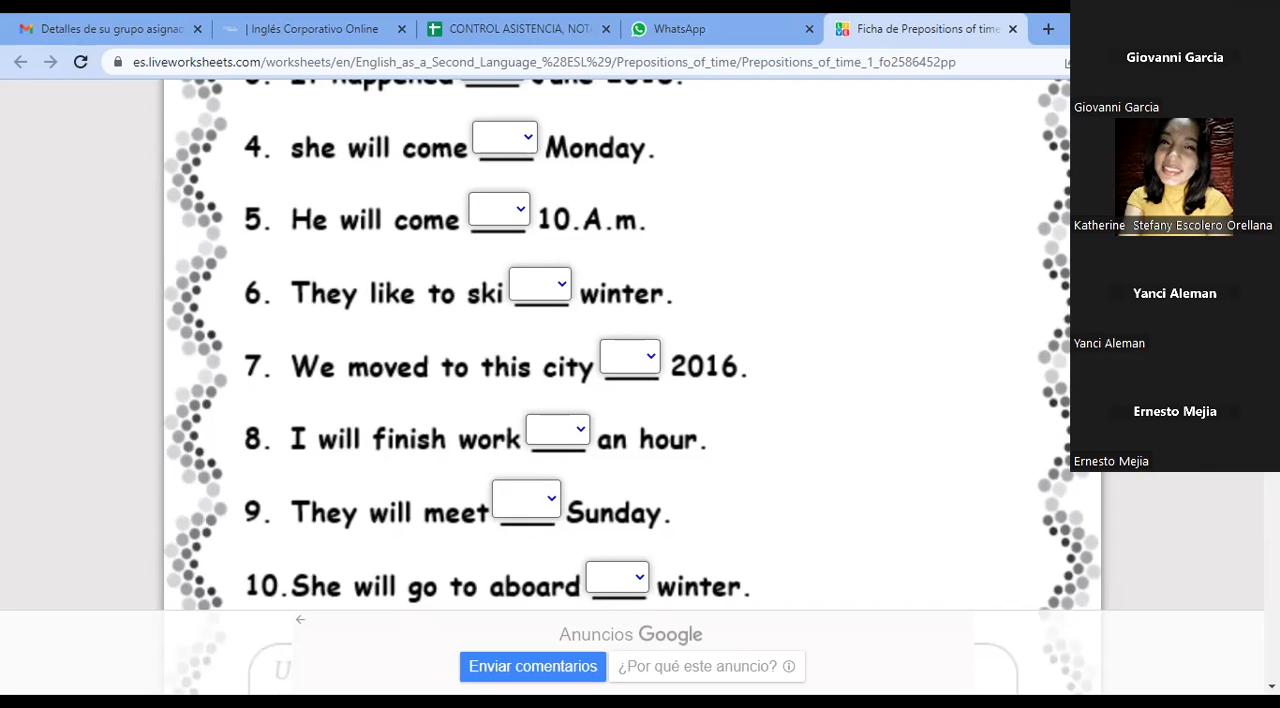 Detalles de su grupo asignac
| Inglés Corporativo Online
CONTROL ASISTENCIA, NOTA
WhatsApp
Ficha de Prepositions of time
es.liveworksheets.com/worksheets/en/English_as_a_Second_Language_%28ESL%29/Prepositions_of_time/Prepositions_of_time_1_fo2586452pp
4. she will come Monday.
5. He will come 10.A.m.
6. They like to ski winter.
7. We moved to this city 2016.
8. I will finish work an hour.
9. They will meet Sunday.
10.She will go to aboard winter.
Anuncios Google
Enviar comentarios
¿Por qué este anuncio?
Giovanni Garcia
Giovanni Garcia
Katherine Stefany Escolero Orellana
Yanci Aleman
Yanci Aleman
Ernesto Mejia
Ernesto Mejia